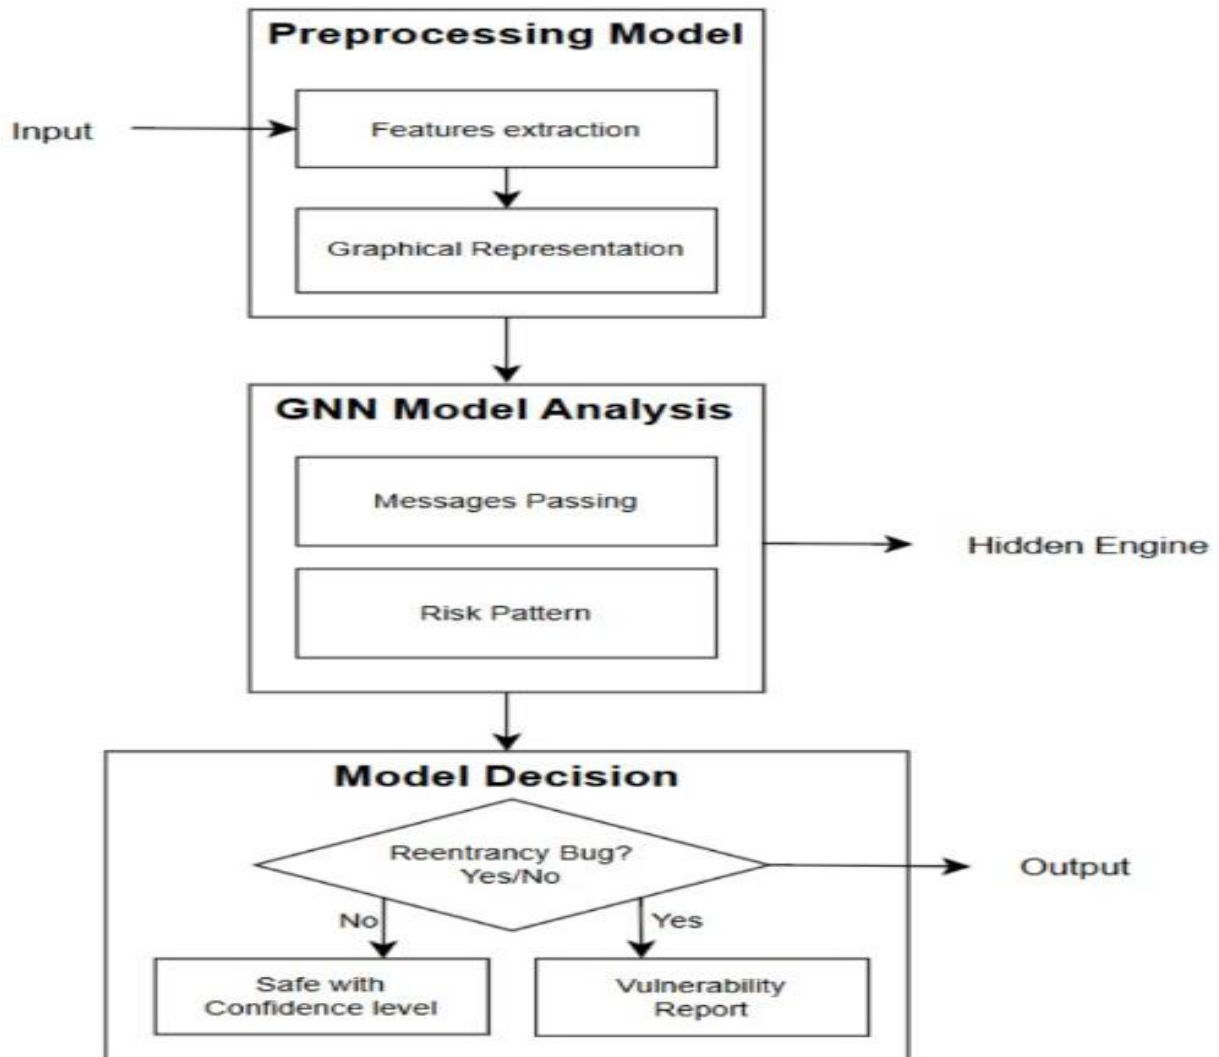 Preprocessing Model
Input
Features extraction
Graphical Representation
GNN Model Analysis
Messages Passing
Hidden Engine
Risk Pattern
Model Decision
Reentrancy Bug?
Yes/No
Output
No
Yes
Safe with
Confidence level
Vulnerability
Report